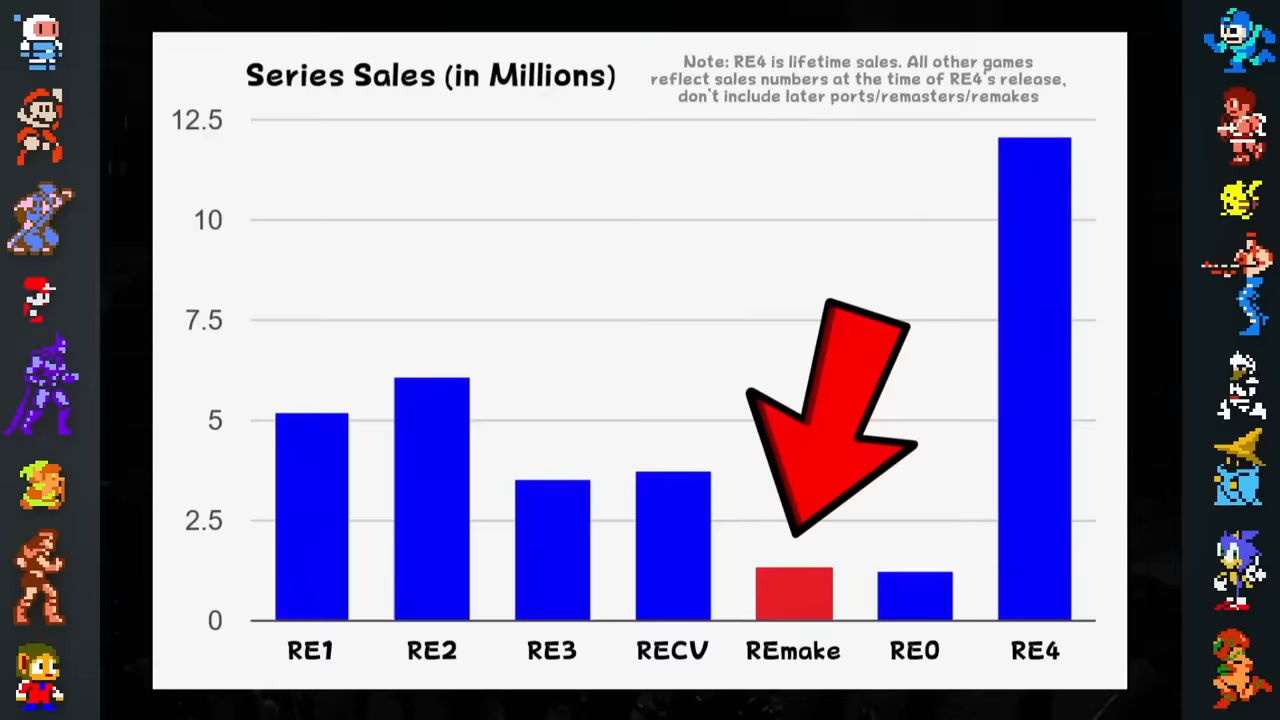 Series Sales (in Millions)
Note: RE4 is lifetime sales. All other games
reflect sales numbers at the time of RE4's release,
don't include later ports/remasters/remakes
12.5
10
7.5
5
2.5
0
RE1 RE2 RE3 RECV REmake RE0 RE4